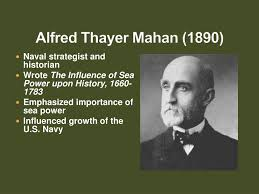 Alfred Thayer Mahan (1890)
Naval strategist and
historian
Wrote The Influence of Sea
Power upon History, 1660-
1783
Emphasized importance of
sea power
Influenced growth of the
U.S. Navy